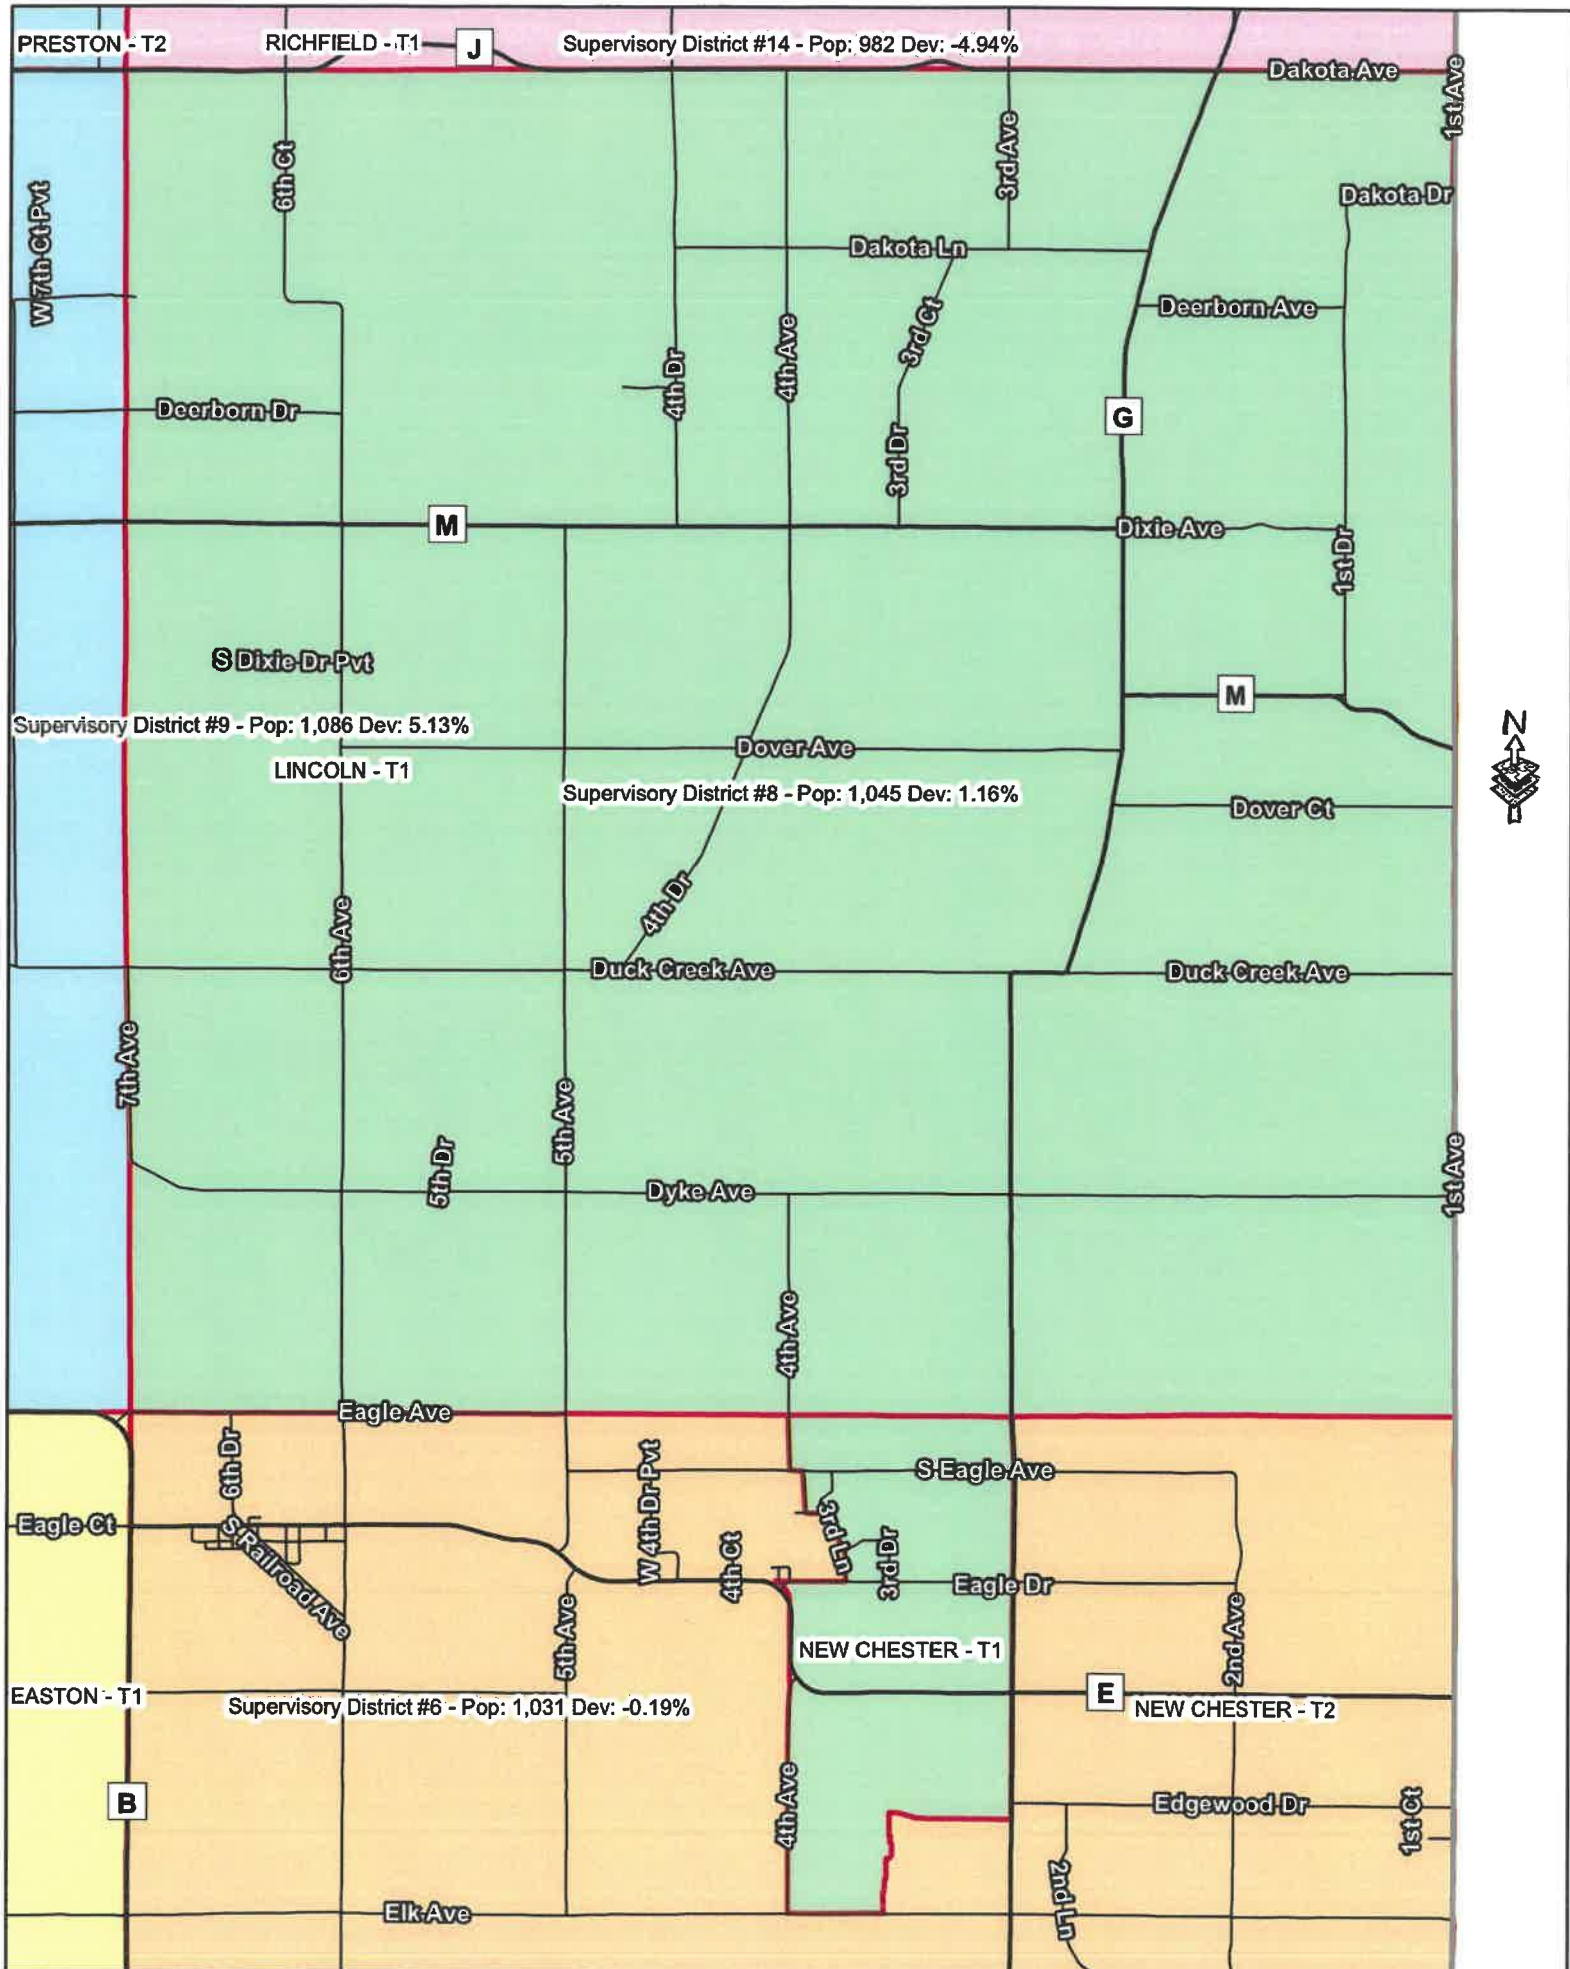 PRESTON - T2
RICHFIELD - T1
J
Supervisory District #14 - Pop: 982 Dev: -4.94%
Dakota Ave
1st Ave
6th Ct
3rd Ave
W 7th Ct Pvt
Dakota Dr
Dakota Ln
Deerborn Ave
3rd Ct
4th Ave
4th Dr
Deerborn Dr
G
3rd Dr
M
Dixie Ave
1st Dr
S Dixie Dr Pvt
M
N
Supervisory District #9 - Pop: 1,086 Dev: 5.13%
Dover Ave
LINCOLN - T1
Supervisory District #8 - Pop: 1,045 Dev: 1.16%
Dover Ct
4th Dr
6th Ave
Duck Creek Ave
Duck Creek Ave
7th Ave
5th Ave
5th Dr
Dyke Ave
1st Ave
4th Ave
Eagle Ave
6th Dr
W 4th Dr Pvt
S Eagle Ave
Eagle Ct
S Railroad Ave
4th Ct
3rd Ln
3rd Dr
Eagle Dr
5th Ave
2nd Ave
NEW CHESTER - T1
EASTON - T1
Supervisory District #6 - Pop: 1,031 Dev: -0.19%
E
NEW CHESTER - T2
B
4th Ave
Edgewood Dr
1st Ct
2nd Ln
Elk Ave